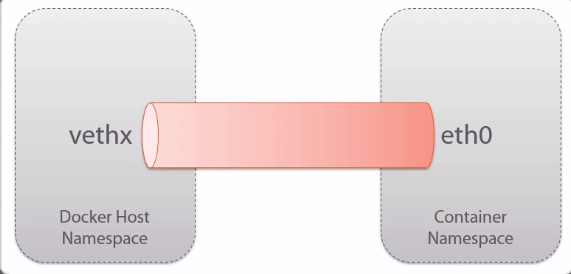 vethx
eth0
Docker Host
Namespace
Container
Namespace